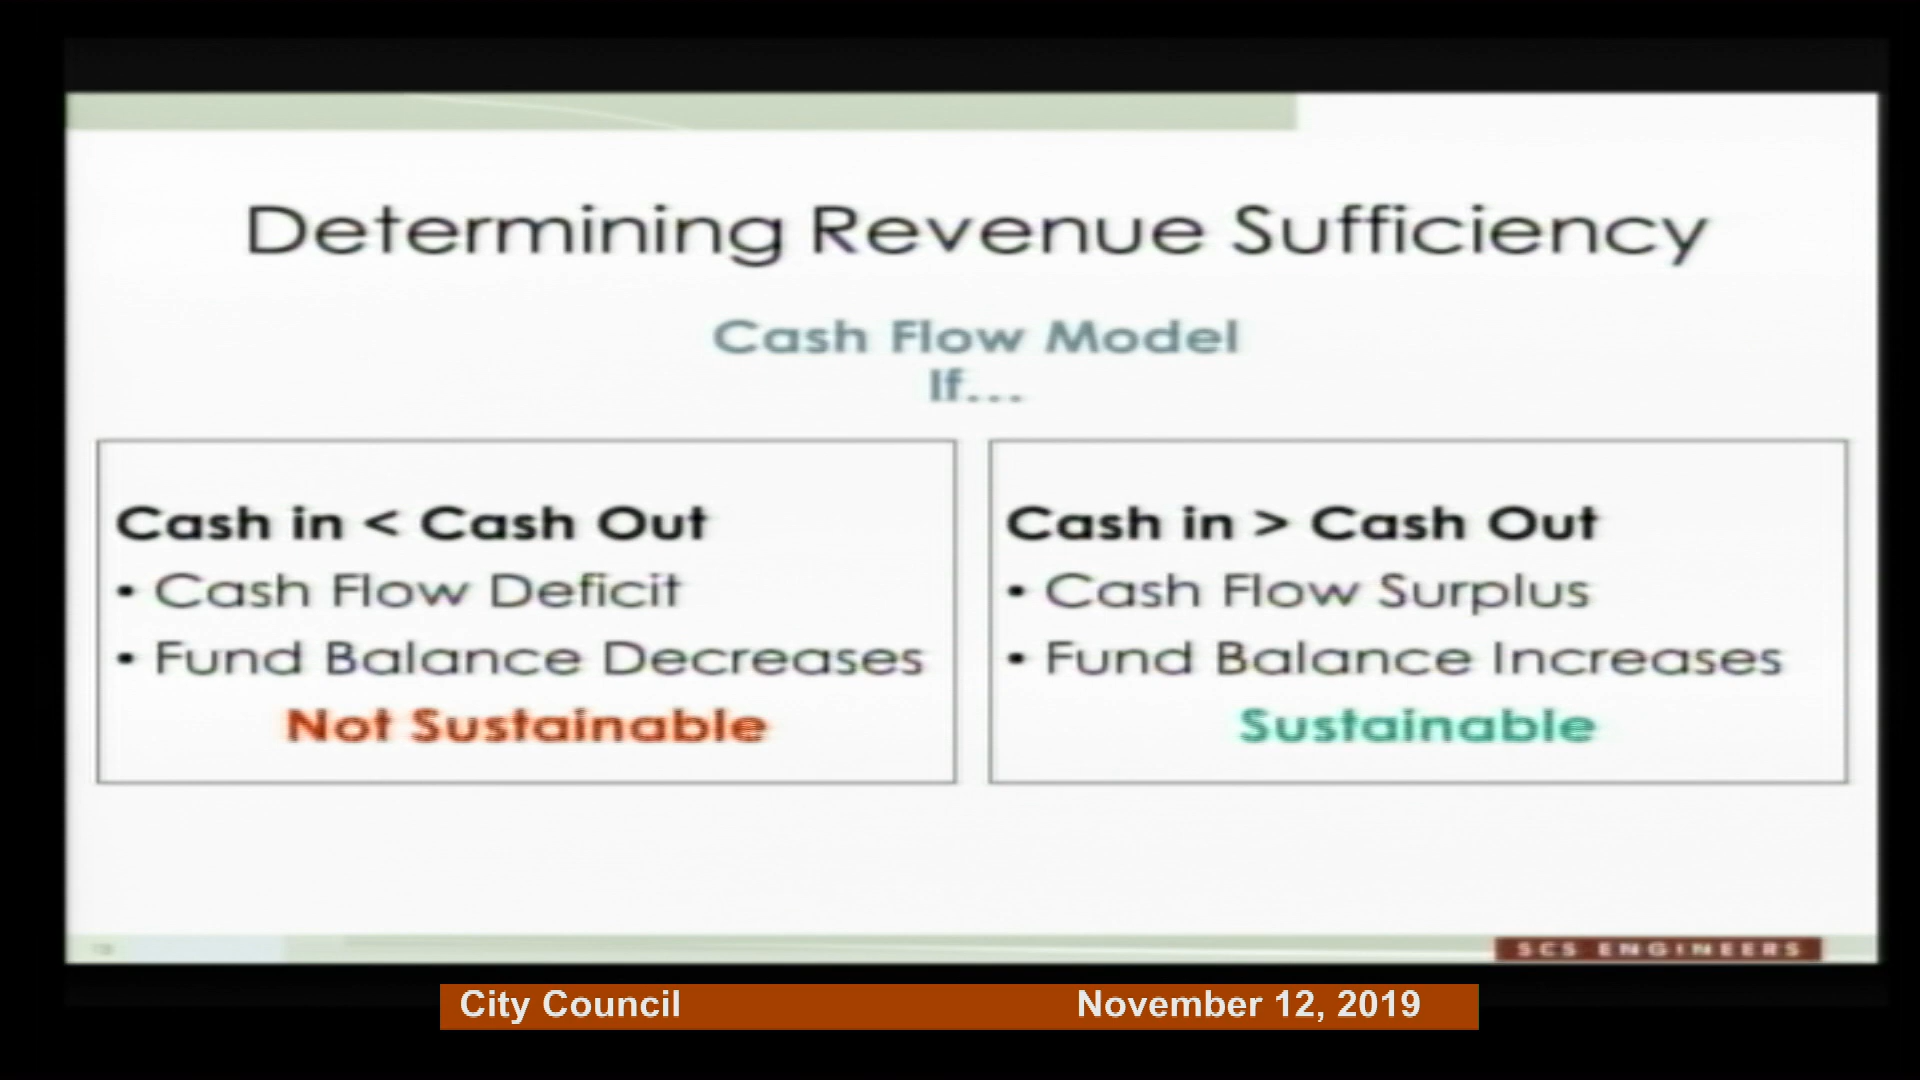 Determining Revenue Sufficiency
Cash Flow Model
If...
Cash in < Cash Out
• Cash Flow Deficit
• Fund Balance Decreases
Not Sustainable
Cash in > Cash Out
• Cash Flow Surplus
• Fund Balance Increases
Sustainable
SCS ENGINEERS
City Council November 12, 2019